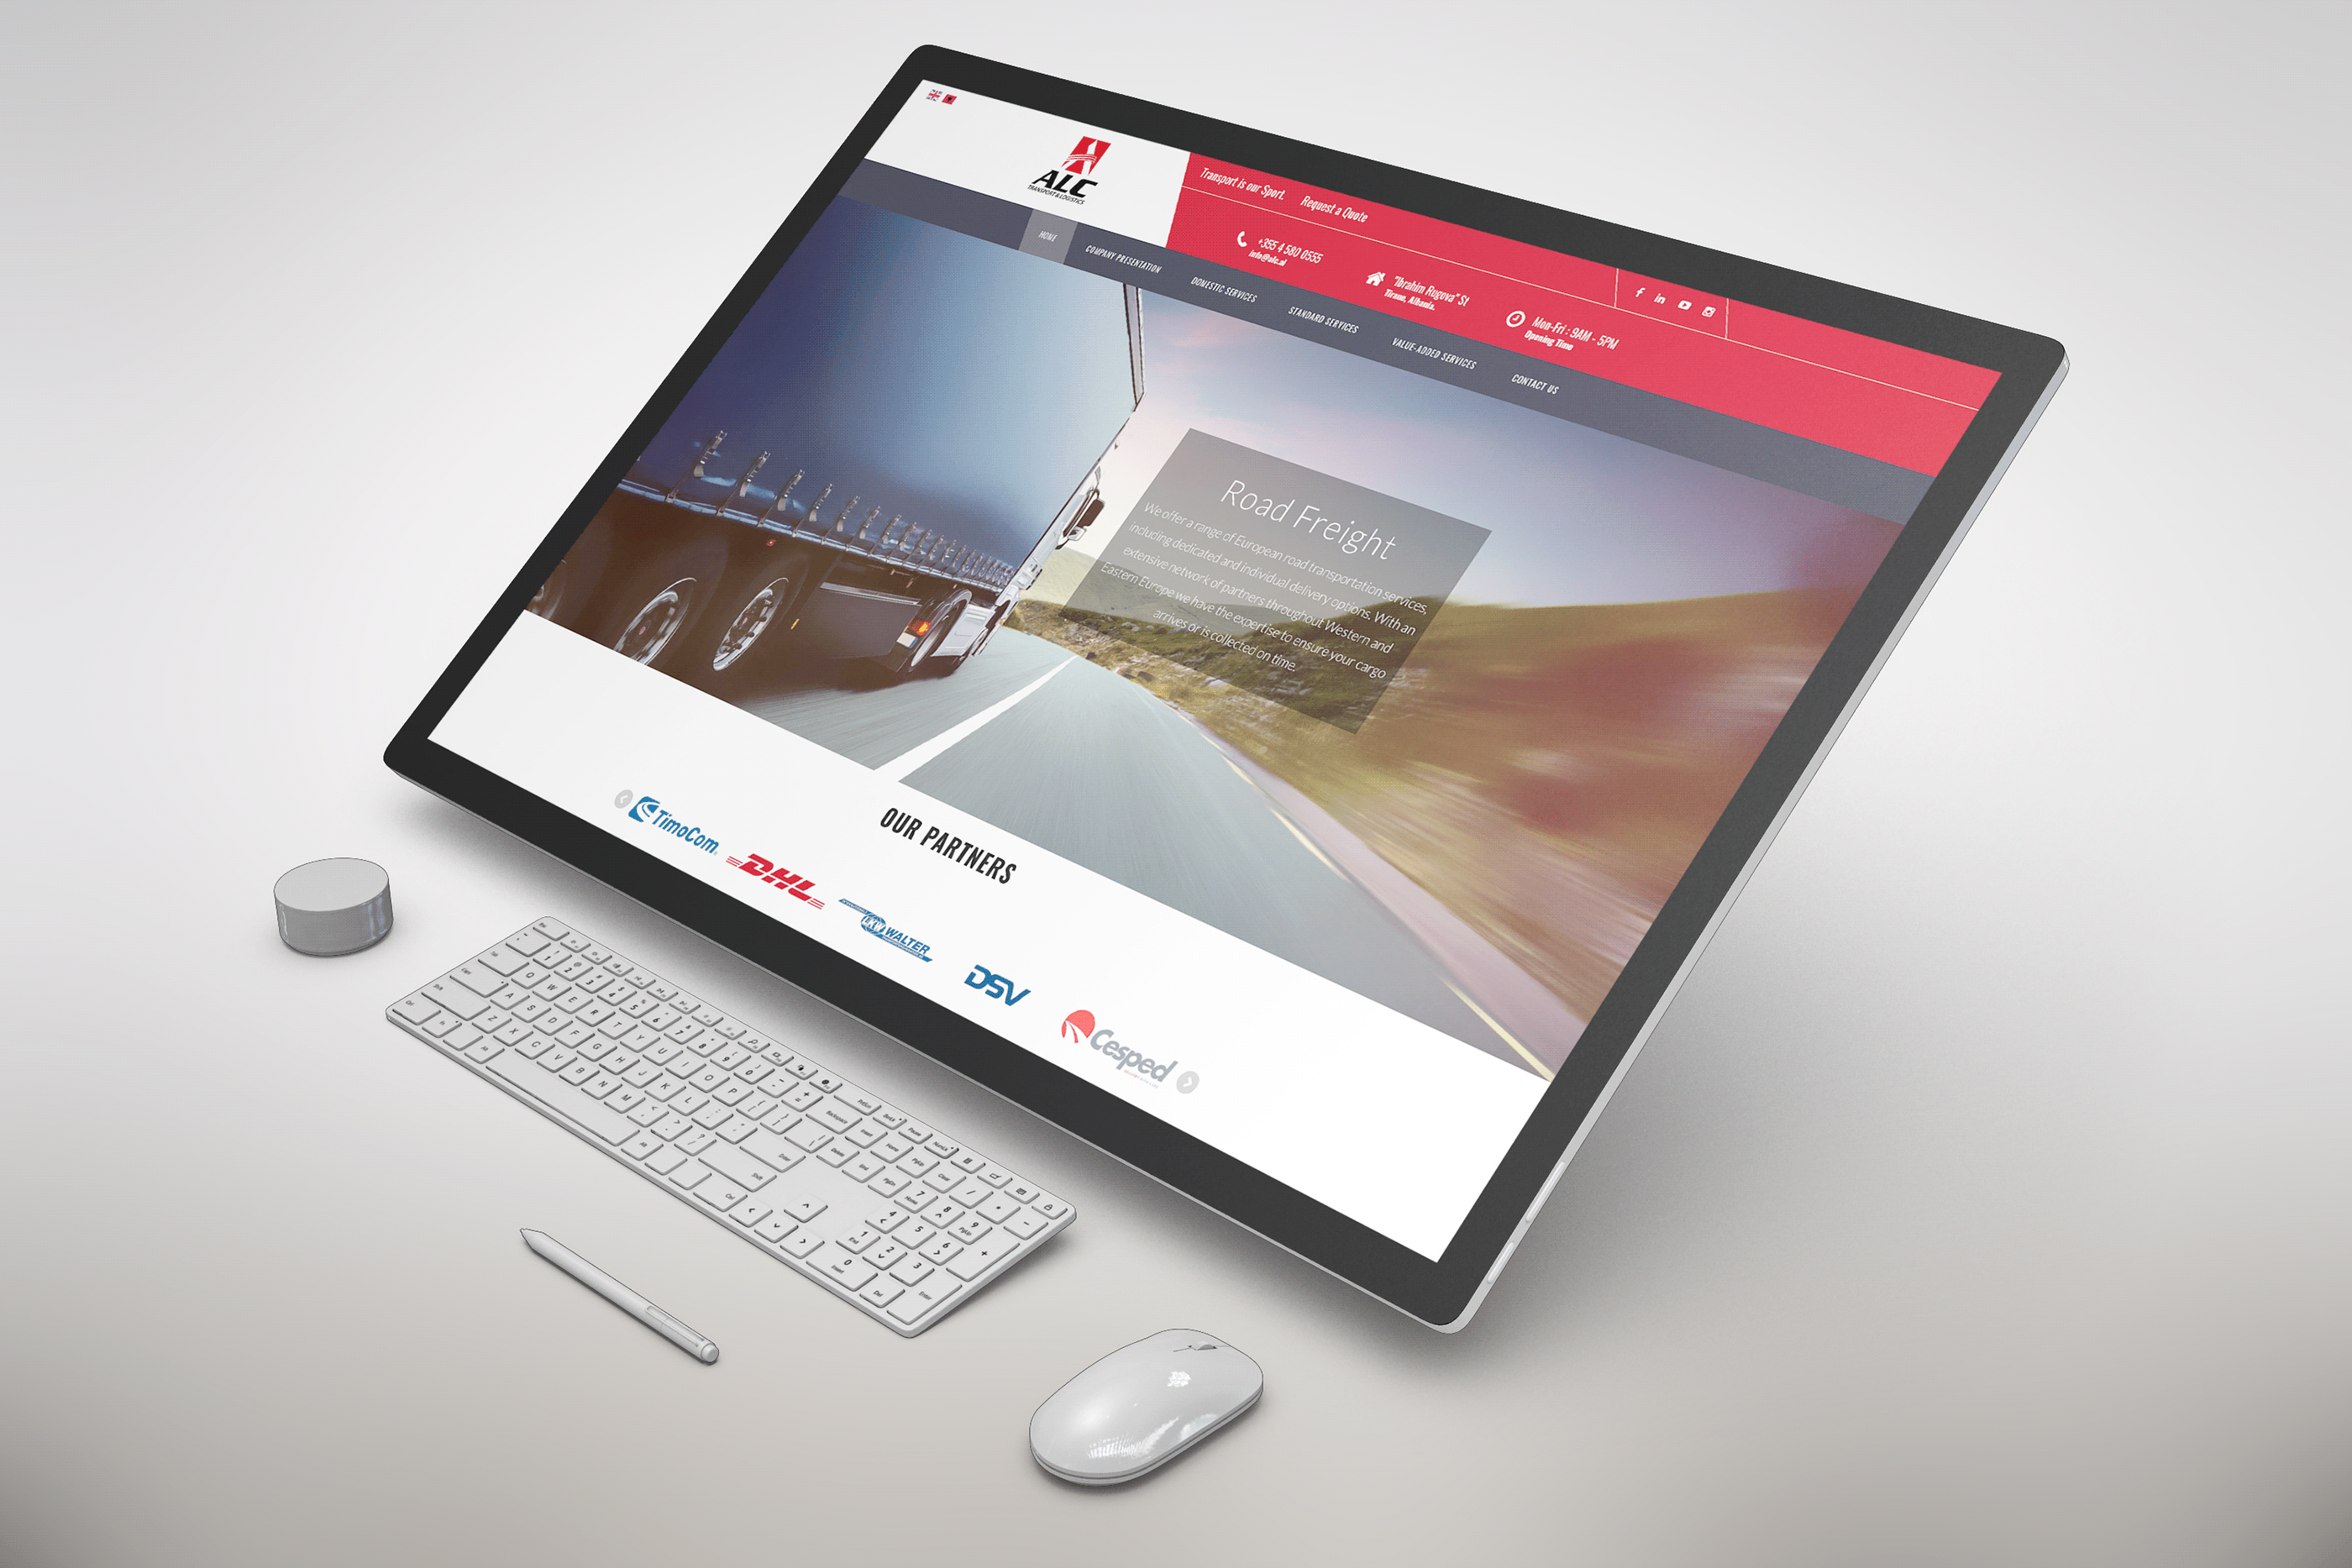 ALC
TRANSPORT & LOGISTICS
Transport is our Sport.
Request a Quote
+355 4 580 0555
info@alc.al
"Ibrahim Rugova" St
Tirane, Albania.
Mon-Fri : 9AM - 5PM
Opening Time
HOME
COMPANY PRESENTATION
DOMESTIC SERVICES
STANDARD SERVICES
VALUE-ADDED SERVICES
CONTACT US
Road Freight
We offer a range of European road transportation services,
including dedicated and individual delivery options. With an
extensive network of partners throughout Western and
Eastern Europe we have the expertise to ensure your cargo
arrives or is collected on time.
OUR PARTNERS
TimoCom
DHL
LKW WALTER
DSV
Cesped